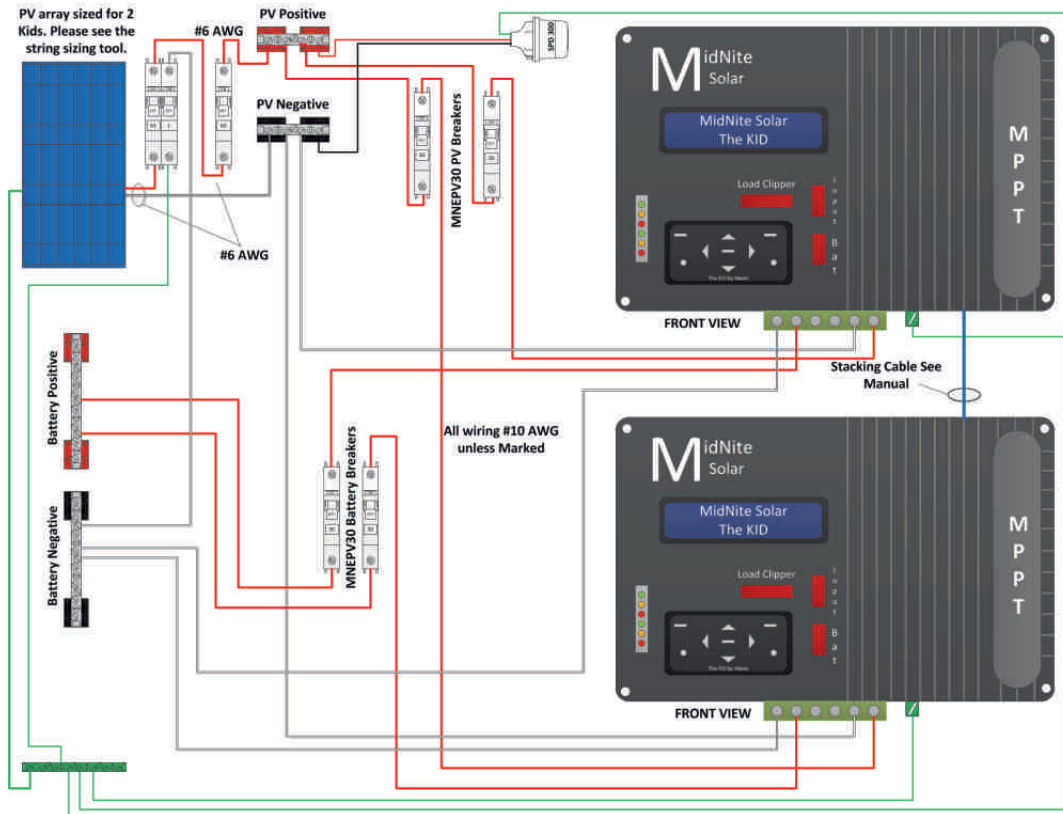 PV array sized for 2
Kids. Please see the
string sizing tool.
#6 AWG
PV Positive
SPD 300
PV Negative
MNEPV30 PV Breakers
#6 AWG
MidNite
Solar
MidNite Solar
The KID
Load Clipper
Input
Bat
MPPT
FRONT VIEW
Stacking Cable See
Manual
Battery Positive
All wiring #10 AWG
unless Marked
MNEPV30 Battery Breakers
Battery Negative
MidNite
Solar
MidNite Solar
The KID
Load Clipper
Input
Bat
MPPT
FRONT VIEW